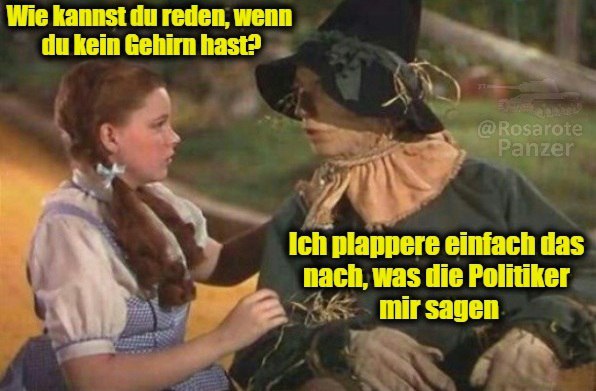 Wie kannst du reden, wenn
du kein Gehirn hast?
@Rosarote
Panzer
Ich plappere einfach das
nach, was die Politiker
mir sagen